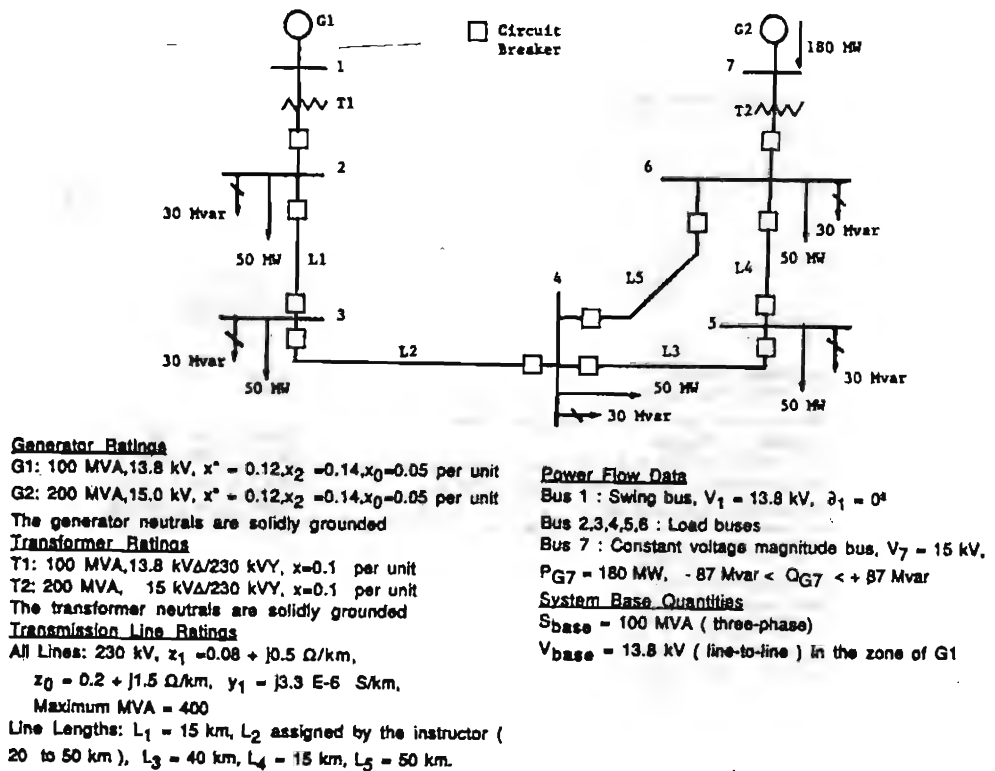 G1
Circuit
Breaker
G2
180 MW
1
7
T1
T2
2
6
30 Mvar
50 MW
L1
30 Mvar
50 MW
L4
L5
4
3
5
30 Mvar
50 MW
L2
L3
50 MW
30 Mvar
30 Mvar
50 MW
Generator Ratings
G1: 100 MVA,13.8 kV, x" = 0.12,x2 =0.14,x0=0.05 per unit
G2: 200 MVA,15.0 kV, x" = 0.12,x2 =0.14,x0=0.05 per unit
The generator neutrals are solidly grounded
Transformer Ratings
T1: 100 MVA,13.8 kVΔ/230 kVY, x=0.1 per unit
T2: 200 MVA, 15 kVΔ/230 kVY, x=0.1 per unit
The transformer neutrals are solidly grounded
Transmission Line Ratings
All Lines: 230 kV, z1 =0.08 + j0.5 Ω/km,
z0 = 0.2 + j1.5 Ω/km, y1 = j3.3 E-6 S/km,
Maximum MVA = 400
Line Lengths: L1 = 15 km, L2 assigned by the instructor (
20 to 50 km ), L3 = 40 km, L4 = 15 km, L5 = 50 km.
Power Flow Data
Bus 1 : Swing bus, V1 = 13.8 kV, ∂1 = 0°
Bus 2,3,4,5,6 : Load buses
Bus 7 : Constant voltage magnitude bus, V7 = 15 kV,
PG7 = 180 MW, - 87 Mvar < QG7 < + 87 Mvar
System Base Quantities
Sbase = 100 MVA ( three-phase)
Vbase = 13.8 kV ( line-to-line ) in the zone of G1